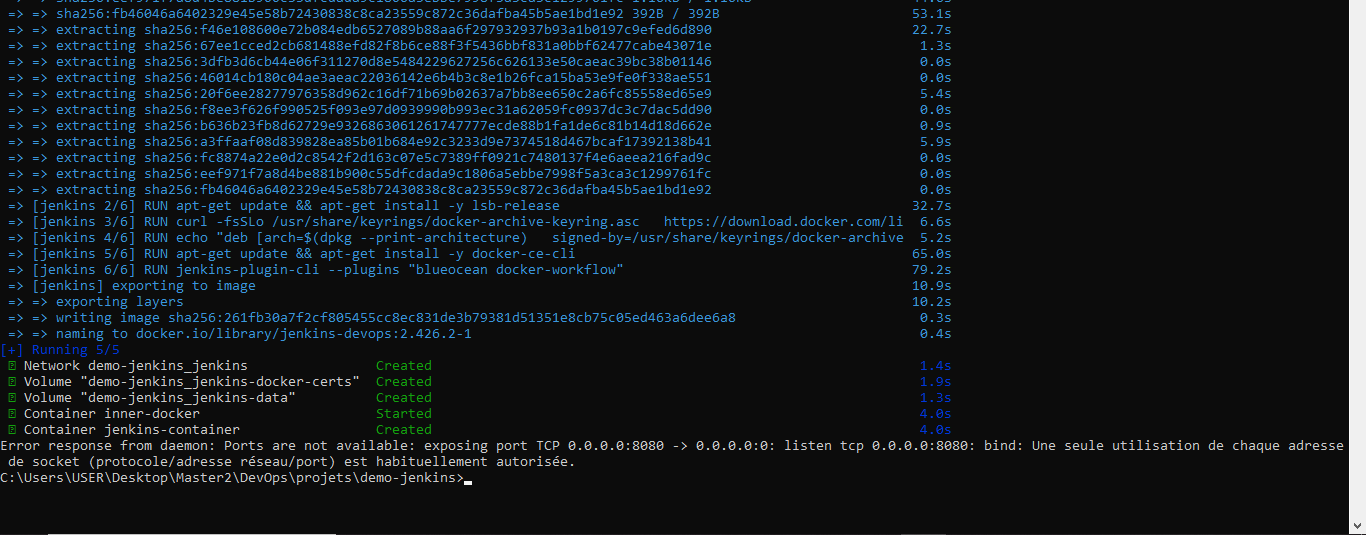 => => sha256:fb46046a6402329e45e58b72430838c8ca23559c872c36dafba45b5ae1bd1e92 392B / 392B 53.1s
=> => extracting sha256:f46e108600e72b084edb6527089b88aa6f297932937b93a1b0197c9efed6d890 22.7s
=> => extracting sha256:67ee1cced2cb681488efd82f8b6ce88f3f5436bbf831a0bbf62477cabe43071e 1.3s
=> => extracting sha256:3dfb3d6cb44e06f311270d8e5484229627256c626133e50caeac39bc38b01146 0.0s
=> => extracting sha256:46014cb180c04ae3aeac22036142e6b4b3c8e1b26fca15ba53e9fe0f338ae551 0.0s
=> => extracting sha256:20f6ee28277976358d962c16df71b69b02637a7bb8ee650c2a6fc85558ed65e9 5.4s
=> => extracting sha256:f8ee3f626f990525f093e97d0939990b993ec31a62059fc0937dc3c7dac5dd90 0.0s
=> => extracting sha256:b636b23fb8d62729e9326863061261747777ecde88b1fa1de6c81b14d18d662e 0.9s
=> => extracting sha256:a3ffaaf08d839828ea85b01b684e92c3233d9e7374518d467bcaf17392138b41 5.9s
=> => extracting sha256:fc8874a22e0d2c8542f2d163c07e5c7389ff0921c7480137f4e6aeea216fad9c 0.0s
=> => extracting sha256:eef971f7a8d4be881b900c55dfcdada9c1806a5ebbe7998f5a3ca3c1299761fc 0.0s
=> => extracting sha256:fb46046a6402329e45e58b72430838c8ca23559c872c36dafba45b5ae1bd1e92 0.0s
=> [jenkins 2/6] RUN apt-get update && apt-get install -y lsb-release 32.7s
=> [jenkins 3/6] RUN curl -fsSLo /usr/share/keyrings/docker-archive-keyring.asc https://download.docker.com/li 6.6s
=> [jenkins 4/6] RUN echo "deb [arch=$(dpkg --print-architecture) signed-by=/usr/share/keyrings/docker-archive 5.2s
=> [jenkins 5/6] RUN apt-get update && apt-get install -y docker-ce-cli 65.0s
=> [jenkins 6/6] RUN jenkins-plugin-cli --plugins "blueocean docker-workflow" 79.2s
=> [jenkins] exporting to image 10.9s
=> => exporting layers 10.2s
=> => writing image sha256:261fb30a7f2cf805455cc8ec831de3b79381d51351e8cb75c05ed463a6dee6a8 0.3s
=> => naming to docker.io/library/jenkins-devops:2.426.2-1 0.4s
[+] Running 5/5
Network demo-jenkins_jenkins Created 1.4s
Volume "demo-jenkins_jenkins-docker-certs" Created 1.9s
Volume "demo-jenkins_jenkins-data" Created 1.3s
Container inner-docker Started 4.0s
Container jenkins-container Created 4.0s
Error response from daemon: Ports are not available: exposing port TCP 0.0.0.0:8080 -> 0.0.0.0:0: listen tcp 0.0.0.0:8080: bind: Une seule utilisation de chaque adresse
de socket (protocole/adresse réseau/port) est habituellement autorisée.
C:\Users\USER\Desktop\Master2\DevOps\projets\demo-jenkins>